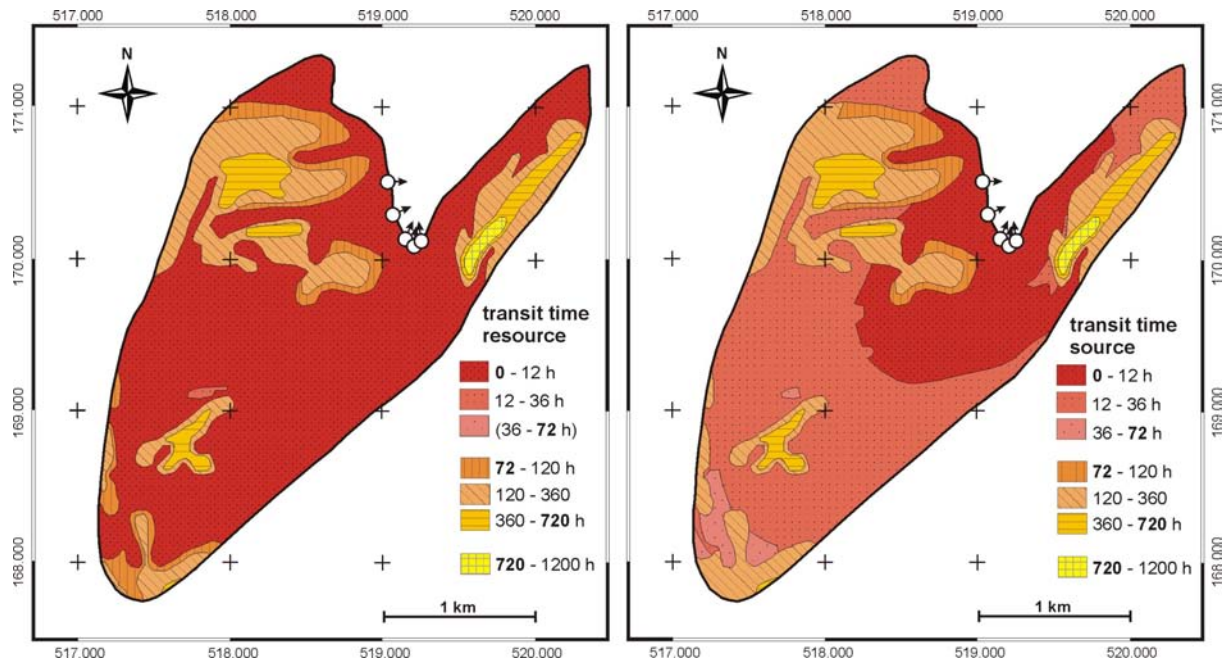 517.000 518.000 519.000 520.000
N
171.000
170.000
169.000
168.000
transit time
resource
0 - 12 h
12 - 36 h
(36 - 72 h)
72 - 120 h
120 - 360
360 - 720 h
720 - 1200 h
1 km
517.000 518.000 519.000 520.000
517.000 518.000 519.000 520.000
N
transit time
source
0 - 12 h
12 - 36 h
36 - 72 h
72 - 120 h
120 - 360
360 - 720 h
720 - 1200 h
1 km
171.000
170.000
169.000
168.000
517.000 518.000 519.000 520.000